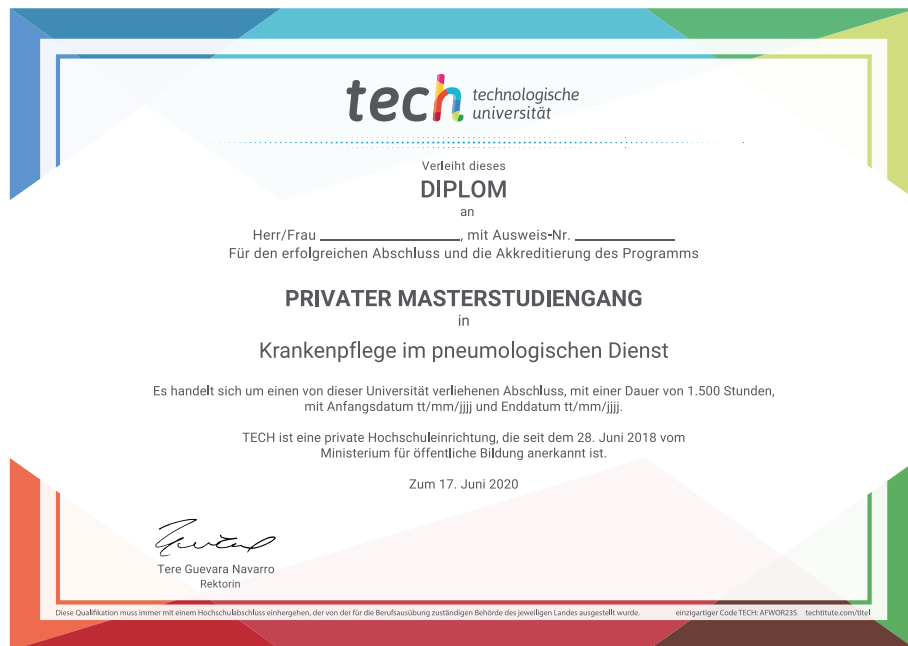 tech technologische
universität
Verleiht dieses
DIPLOM
an
Herr/Frau ____________, mit Ausweis-Nr. ____________
Für den erfolgreichen Abschluss und die Akkreditierung des Programms
PRIVATER MASTERSTUDIENGANG
in
Krankenpflege im pneumologischen Dienst
Es handelt sich um einen von dieser Universität verliehenen Abschluss, mit einer Dauer von 1.500 Stunden,
mit Anfangsdatum tt/mm/jjjj und Enddatum tt/mm/jjjj.
TECH ist eine private Hochschuleinrichtung, die seit dem 28. Juni 2018 vom
Ministerium für öffentliche Bildung anerkannt ist.
Zum 17. Juni 2020
Tere Guevara Navarro
Rektorin
Diese Qualifikation muss immer mit einem Hochschulabschluss einhergehen, der von der für die Berufsausübung zuständigen Behörde des jeweiligen Landes ausgestellt wurde. einzigartiger Code TECH: AFWOR23S techtitute.com/titel